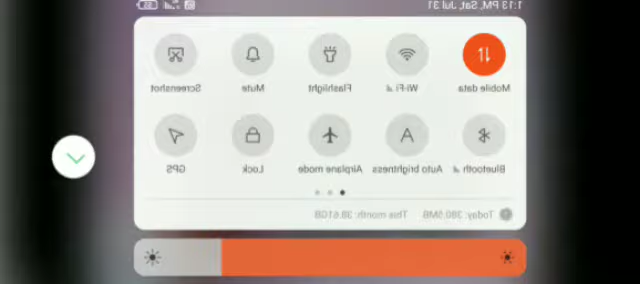 1:13 PM, Sat, Jul 31
Mobile data Wi-Fi Flashlight Mute Screenshot
Bluetooth Auto brightness Airplane mode Lock GPS
Today: 380.5MB This month: 38.61GB